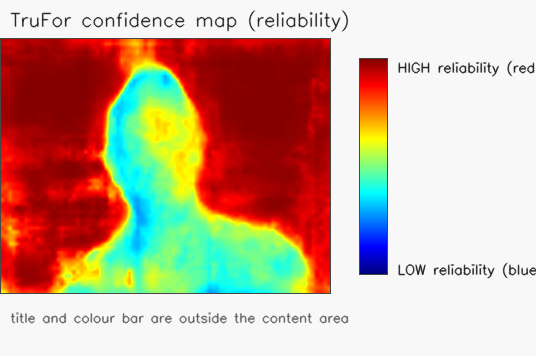 TruFor confidence map (reliability)
HIGH reliability (red
LOW reliability (blue
title and colour bar are outside the content area